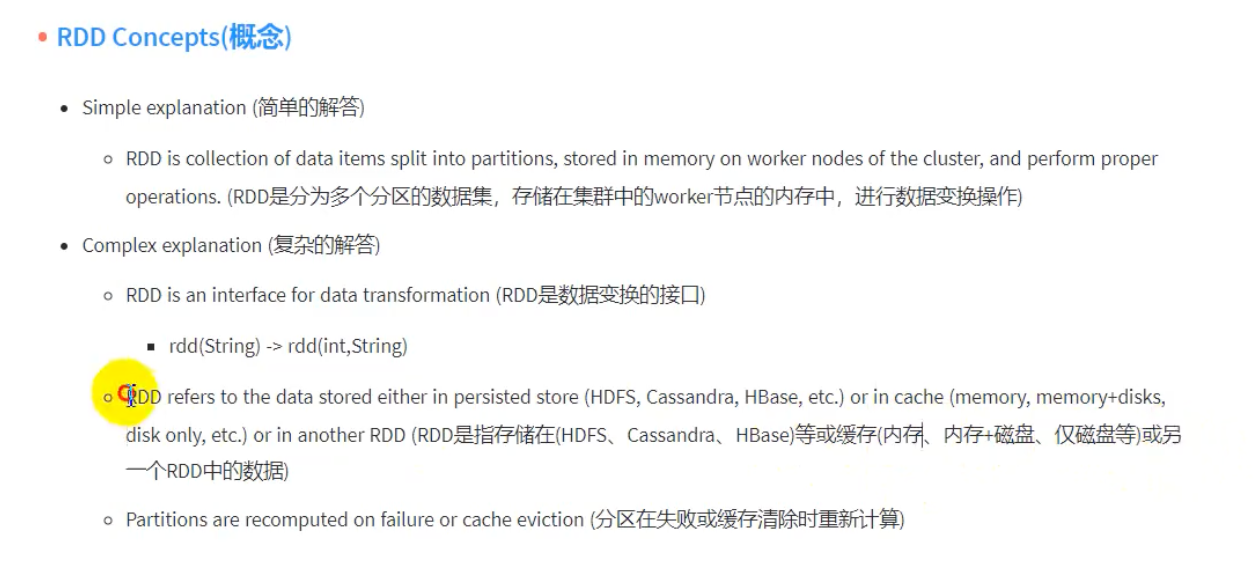 RDD Concepts(概念)
Simple explanation (简单的解答)
RDD is collection of data items split into partitions, stored in memory on worker nodes of the cluster, and perform proper
operations. (RDD是分为多个分区的数据集，存储在集群中的worker节点的内存中，进行数据变换操作)
Complex explanation (复杂的解答)
RDD is an interface for data transformation (RDD是数据变换的接口)
rdd(String) -> rdd(int,String)
RDD refers to the data stored either in persisted store (HDFS, Cassandra, HBase, etc.) or in cache (memory, memory+disks,
disk only, etc.) or in another RDD (RDD是指存储在(HDFS、Cassandra、HBase)等或缓存(内存、内存+磁盘、仅磁盘等)或另
一个RDD中的数据)
Partitions are recomputed on failure or cache eviction (分区在失败或缓存清除时重新计算)